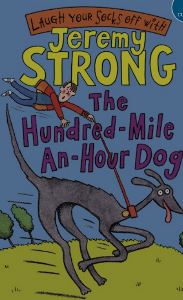 LAUGH YOUR SOCKS OFF WITH
Jeremy
STRONG
The
Hundred-Mile
An-Hour Dog